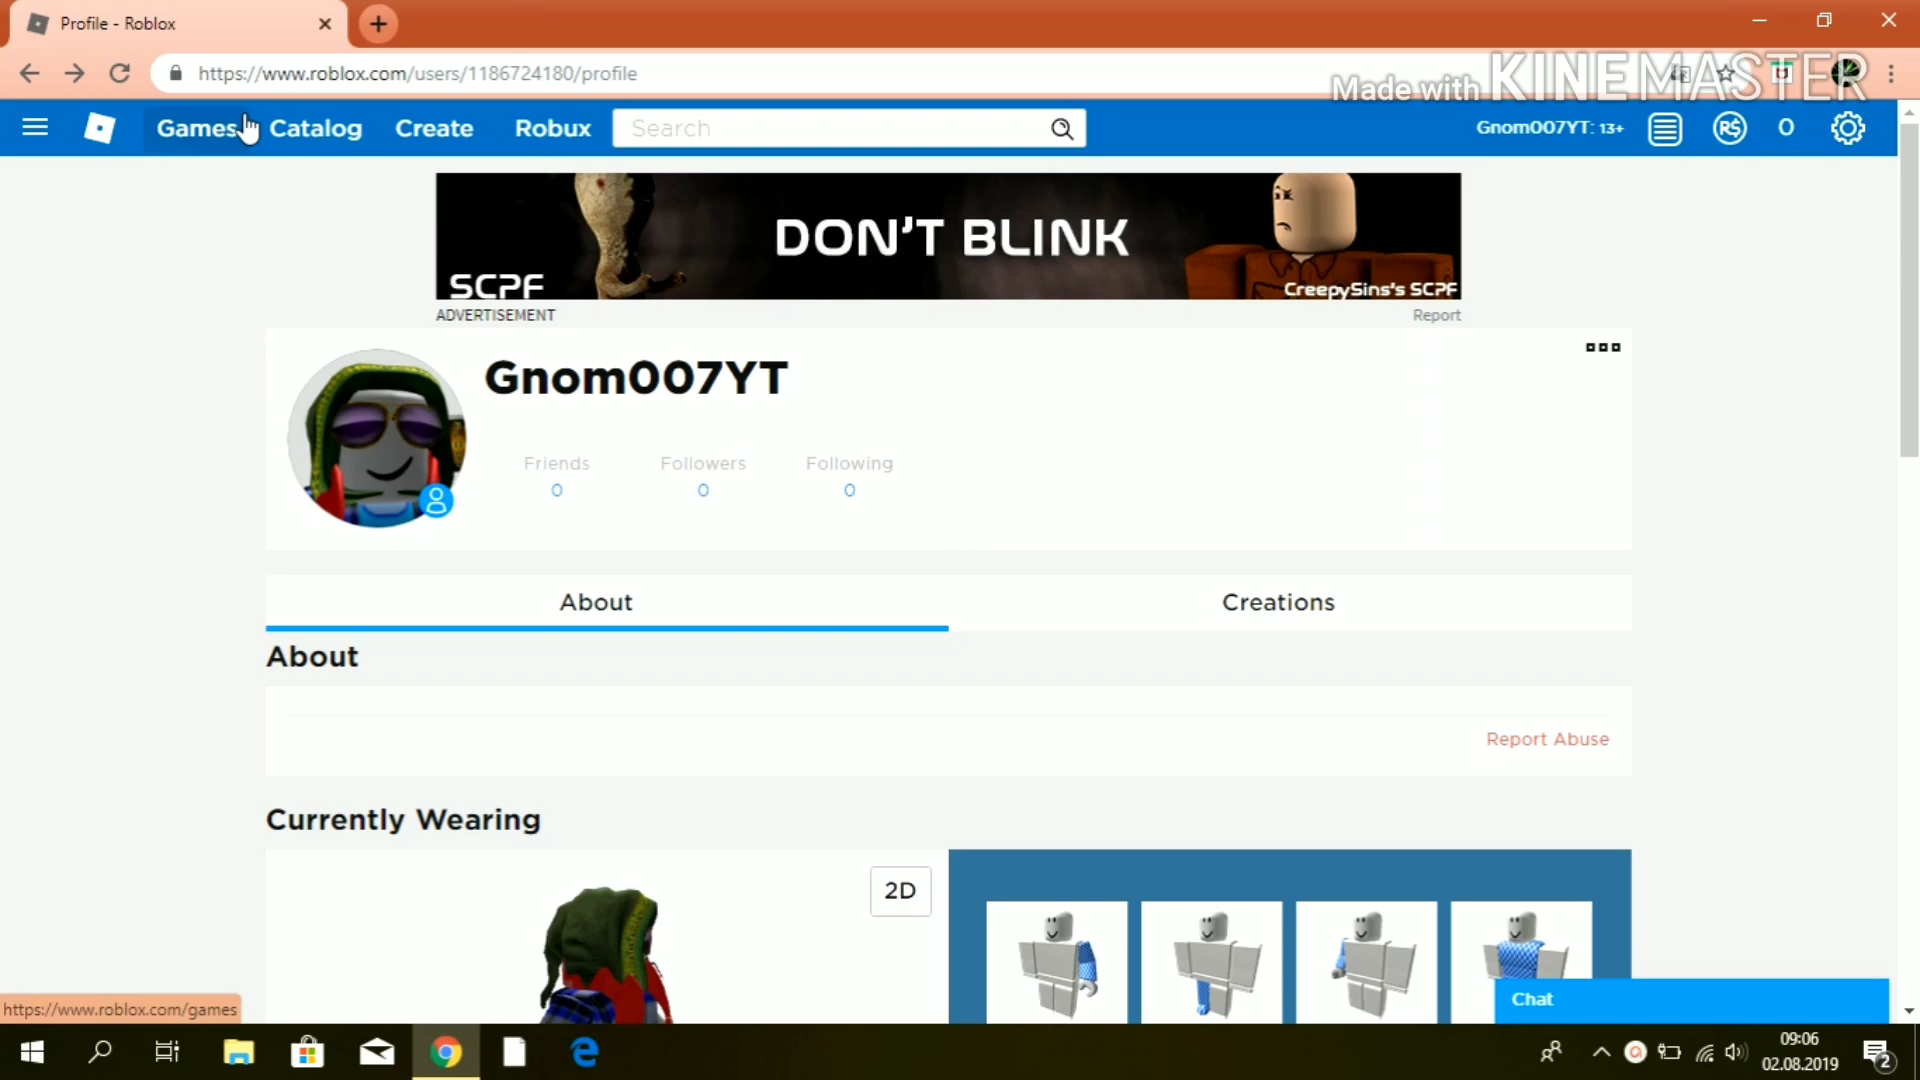 Profile - Roblox
https://www.roblox.com/users/1186724180/profile
Made with KINEMASTER
Games Catalog Create Robux Search Gnom007YT: 13+ R$ 0
DON'T BLINK
SCPF
CreepySins's SCPF
ADVERTISEMENT Report
Gnom007YT
Friends Followers Following
0 0 0
About Creations
About
Report Abuse
Currently Wearing
2D
Chat
https://www.roblox.com/games
09:06
02.08.2019
2